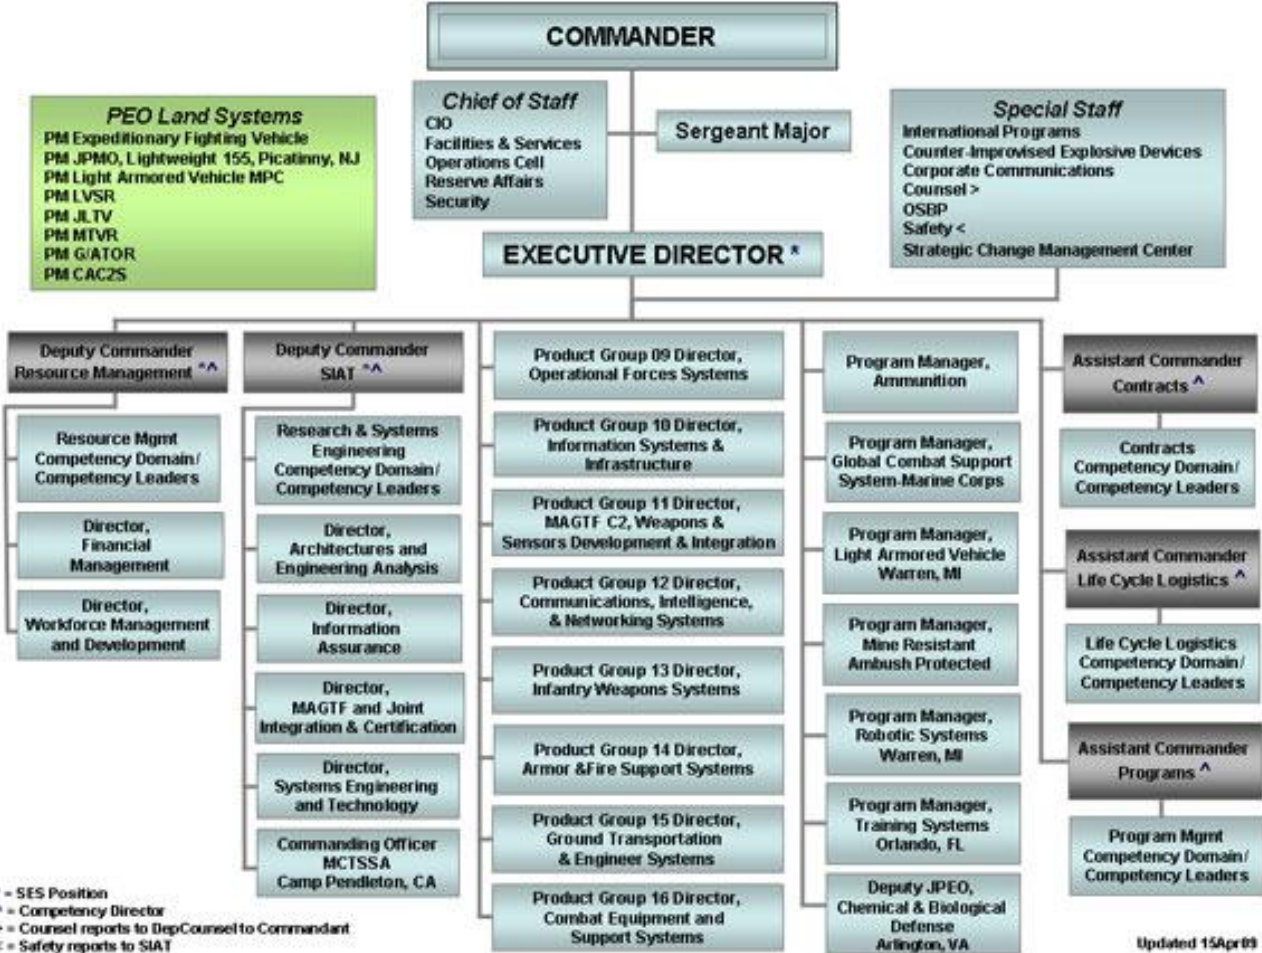 COMMANDER
PEO Land Systems
PM Expeditionary Fighting Vehicle
PM JPMO, Lightweight 155, Picatinny, NJ
PM Light Armored Vehicle MPC
PM LVSR
PM JLTV
PM MTVR
PM G/ATOR
PM CAC2S
Chief of Staff
CIO
Facilities & Services
Operations Cell
Reserve Affairs
Security
Sergeant Major
Special Staff
International Programs
Counter-Improvised Explosive Devices
Corporate Communications
Counsel >
OSBP
Safety <
Strategic Change Management Center
EXECUTIVE DIRECTOR *
Deputy Commander
Resource Management *^
Resource Mgmt
Competency Domain/
Competency Leaders
Director,
Financial
Management
Director,
Workforce Management
and Development
Deputy Commander
SIAT *^
Research & Systems
Engineering
Competency Domain/
Competency Leaders
Director,
Architectures and
Engineering Analysis
Director,
Information
Assurance
Director,
MAGTF and Joint
Integration & Certification
Director,
Systems Engineering
and Technology
Commanding Officer
MCTSSA
Camp Pendleton, CA
Product Group 09 Director,
Operational Forces Systems
Product Group 10 Director,
Information Systems &
Infrastructure
Product Group 11 Director,
MAGTF C2, Weapons &
Sensors Development & Integration
Product Group 12 Director,
Communications, Intelligence,
& Networking Systems
Product Group 13 Director,
Infantry Weapons Systems
Product Group 14 Director,
Armor &Fire Support Systems
Product Group 15 Director,
Ground Transportation
& Engineer Systems
Product Group 16 Director,
Combat Equipment and
Support Systems
Program Manager,
Ammunition
Program Manager,
Global Combat Support
System-Marine Corps
Program Manager,
Light Armored Vehicle
Warren, MI
Program Manager,
Mine Resistant
Ambush Protected
Program Manager,
Robotic Systems
Warren, MI
Program Manager,
Training Systems
Orlando, FL
Deputy JPEO,
Chemical & Biological
Defense
Arlington, VA
Assistant Commander
Contracts ^
Contracts
Competency Domain/
Competency Leaders
Assistant Commander
Life Cycle Logistics ^
Life Cycle Logistics
Competency Domain/
Competency Leaders
Assistant Commander
Programs ^
Program Mgmt
Competency Domain/
Competency Leaders
* = SES Position
^ = Competency Director
> = Counsel reports to DepCounsel to Commandant
< = Safety reports to SIAT
Updated 15Apr09